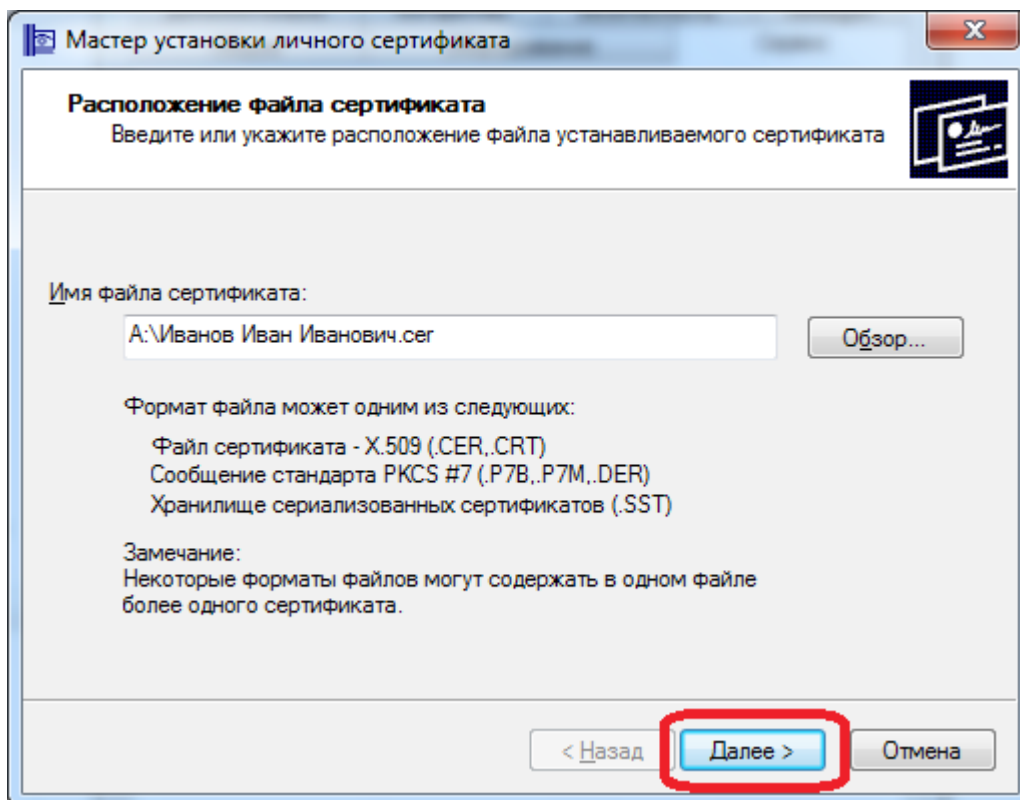 Мастер установки личного сертификата
Расположение файла сертификата
Введите или укажите расположение файла устанавливаемого сертификата
Имя файла сертификата:
A:\Иванов Иван Иванович.cer
Обзор...
Формат файла может одним из следующих:
Файл сертификата - X.509 (.CER,.CRT)
Сообщение стандарта PKCS #7 (.P7B,.P7M,.DER)
Хранилище сериализованных сертификатов (.SST)
Замечание:
Некоторые форматы файлов могут содержать в одном файле
более одного сертификата.
< Назад
Далее >
Отмена